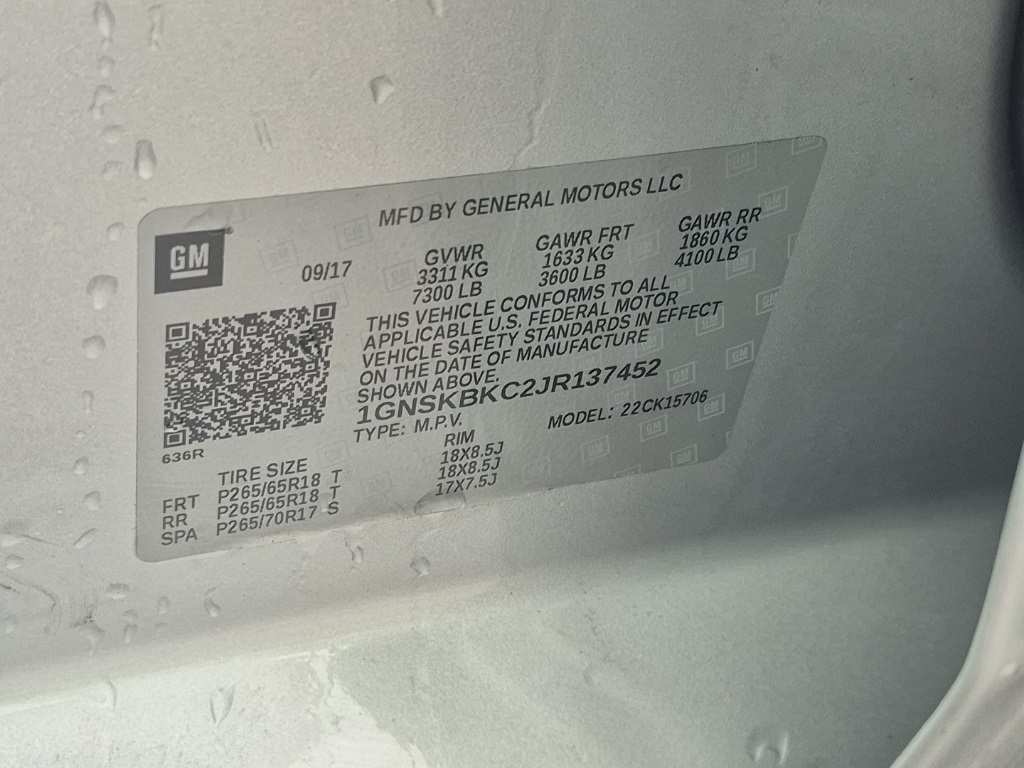 MFD BY GENERAL MOTORS LLC
GM
09/17
GVWR GAWR FRT GAWR RR
3311 KG 1633 KG 1860 KG
7300 LB 3600 LB 4100 LB
THIS VEHICLE CONFORMS TO ALL
APPLICABLE U.S. FEDERAL MOTOR
VEHICLE SAFETY STANDARDS IN EFFECT
ON THE DATE OF MANUFACTURE
SHOWN ABOVE.
1GNSKBKC2JR137452
TYPE: M.P.V. MODEL: 22CK15706
636R
TIRE SIZE RIM
FRT P265/65R18 T 18X8.5J
RR P265/65R18 T 18X8.5J
SPA P265/70R17 S 17X7.5J